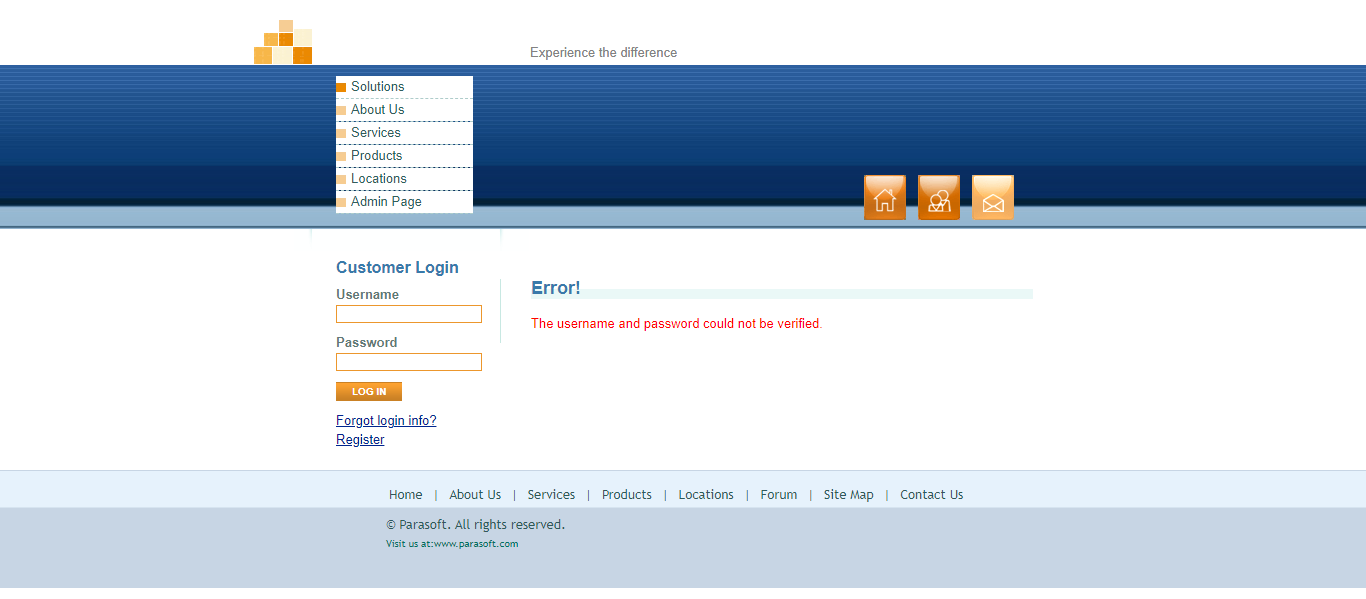 Experience the difference
Solutions
About Us
Services
Products
Locations
Admin Page
Customer Login
Username
Password
LOG IN
Forgot login info?
Register
Error!
The username and password could not be verified.
Home | About Us | Services | Products | Locations | Forum | Site Map | Contact Us
© Parasoft. All rights reserved.
Visit us at:www.parasoft.com